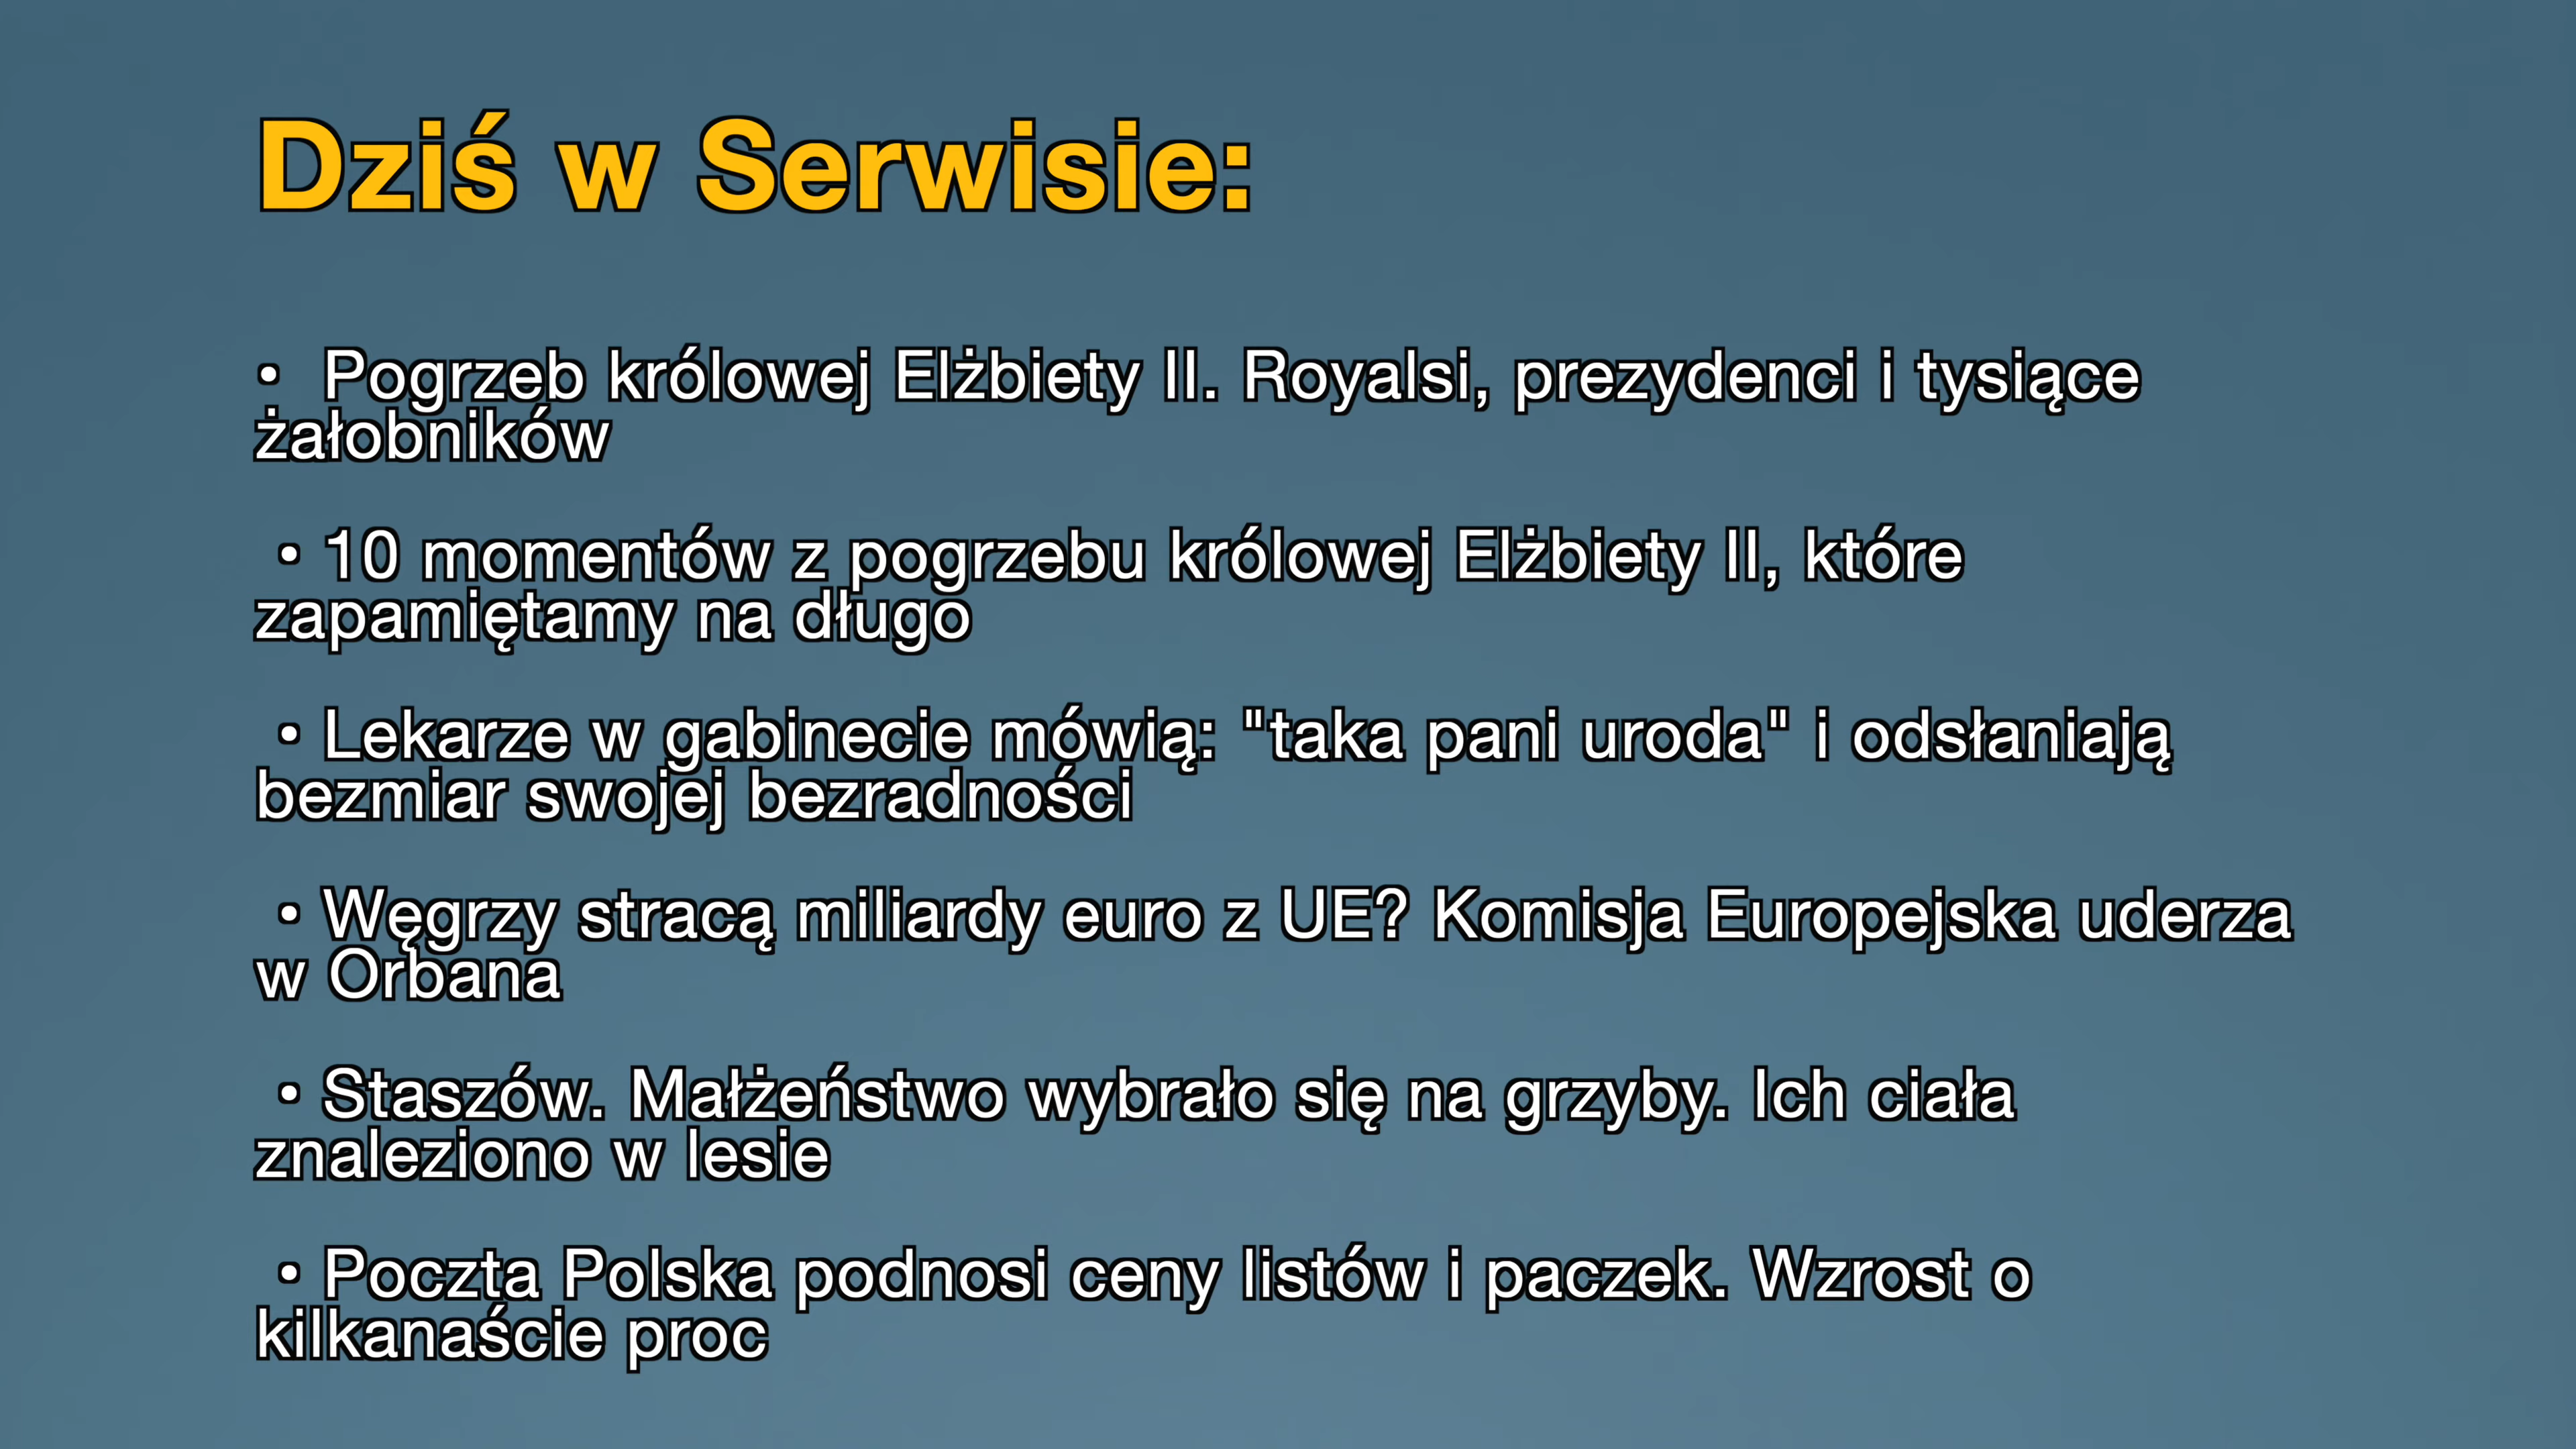 Dziś w Serwisie:
• Pogrzeb królowej Elżbiety II. Royalsi, prezydenci i tysiące
żałobników
• 10 momentów z pogrzebu królowej Elżbiety II, które
zapamiętamy na długo
• Lekarze w gabinecie mówią: "taka pani uroda" i odsłaniają
bezmiar swojej bezradności
• Węgrzy stracą miliardy euro z UE? Komisja Europejska uderza
w Orbana
• Staszów. Małżeństwo wybrało się na grzyby. Ich ciała
znaleziono w lesie
• Poczta Polska podnosi ceny listów i paczek. Wzrost o
kilkanaście proc